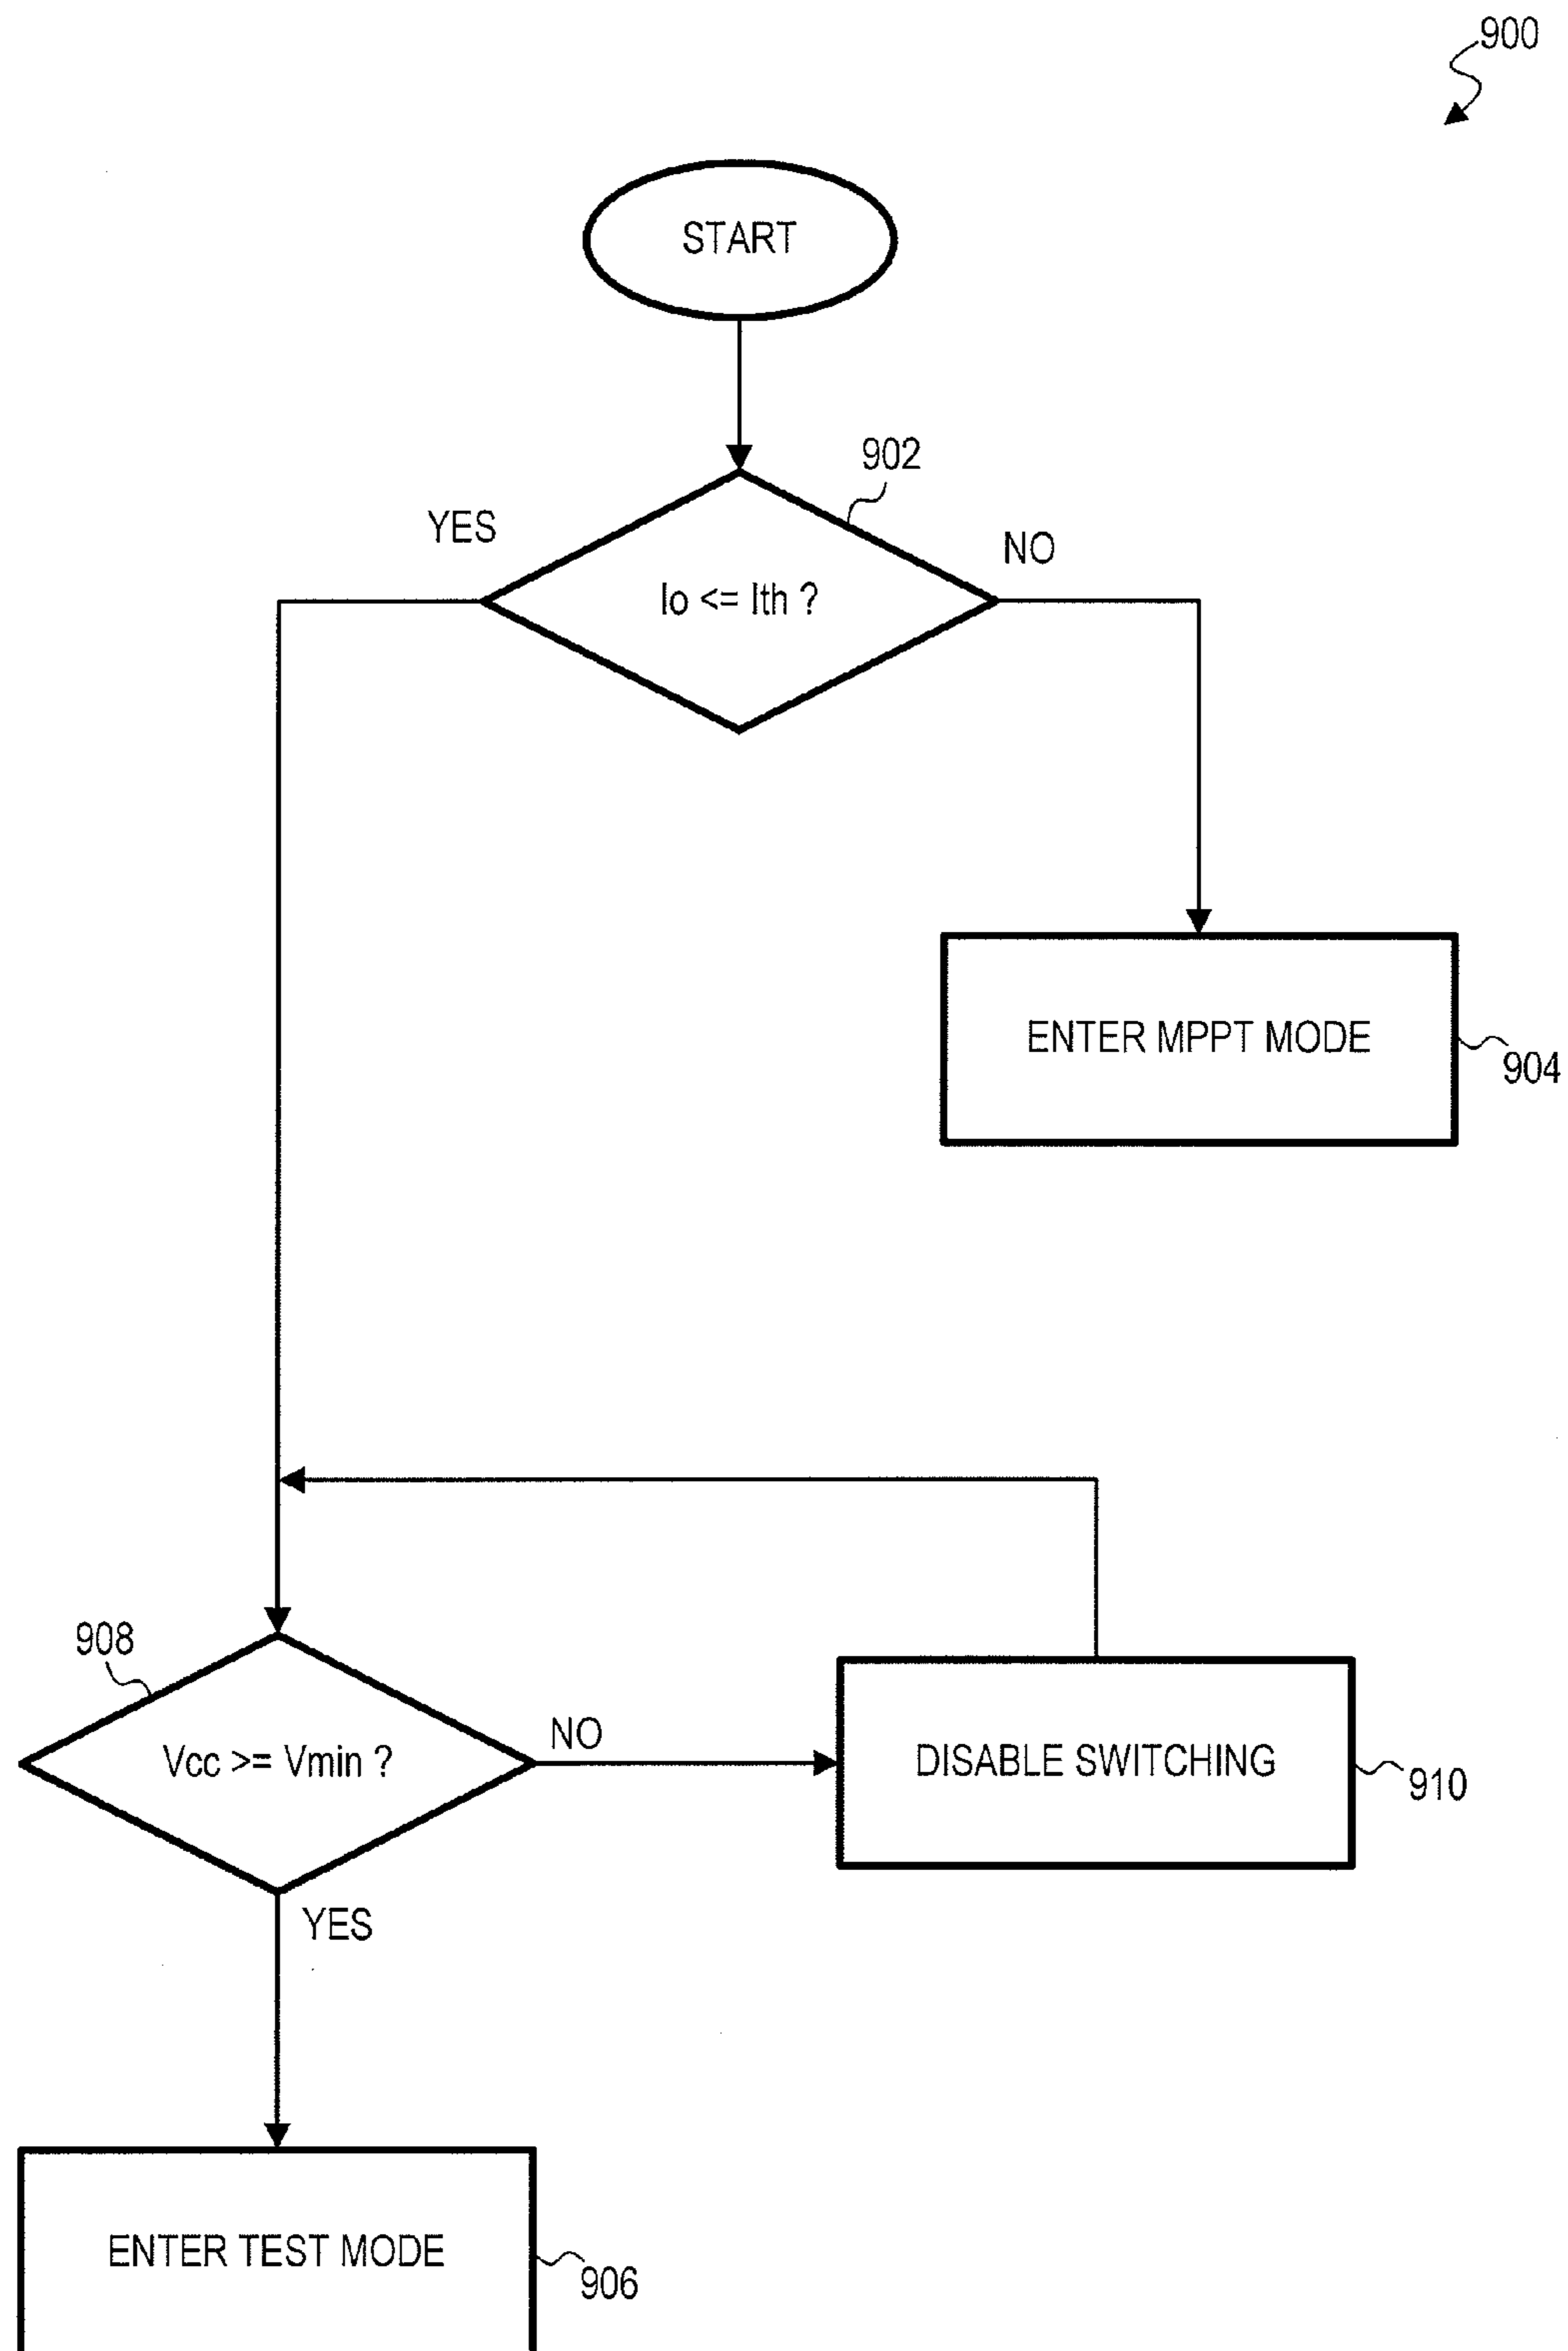 900
START
902
YES
NO
Io <= Ith ?
ENTER MPPT MODE
904
908
Vcc >= Vmin ?
NO
DISABLE SWITCHING
910
YES
ENTER TEST MODE
906